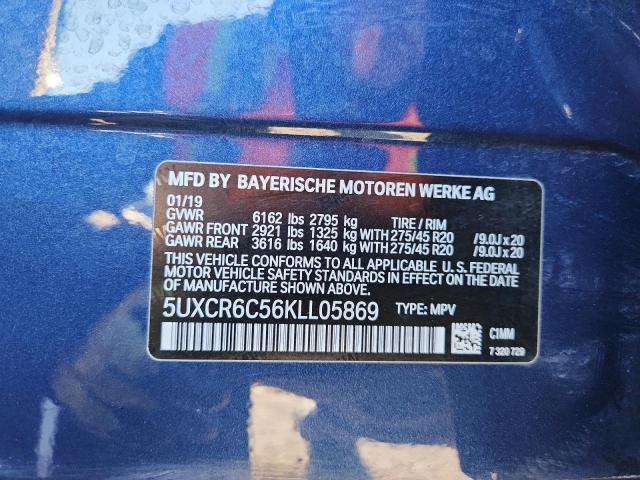 MFD BY BAYERISCHE MOTOREN WERKE AG
01/19
GVWR 6162 lbs 2795 kg TIRE / RIM
GAWR FRONT 2921 lbs 1325 kg WITH 275/45 R20 /9.0J x 20
GAWR REAR 3616 lbs 1640 kg WITH 275/45 R20 /9.0J x 20
THIS VEHICLE CONFORMS TO ALL APPLICABLE U. S. FEDERAL
MOTOR VEHICLE SAFETY STANDARDS IN EFFECT ON THE DATE
OF MANUFACTURE SHOWN ABOVE.
5UXCR6C56KLL05869 TYPE: MPV
C1MM
7 320 729